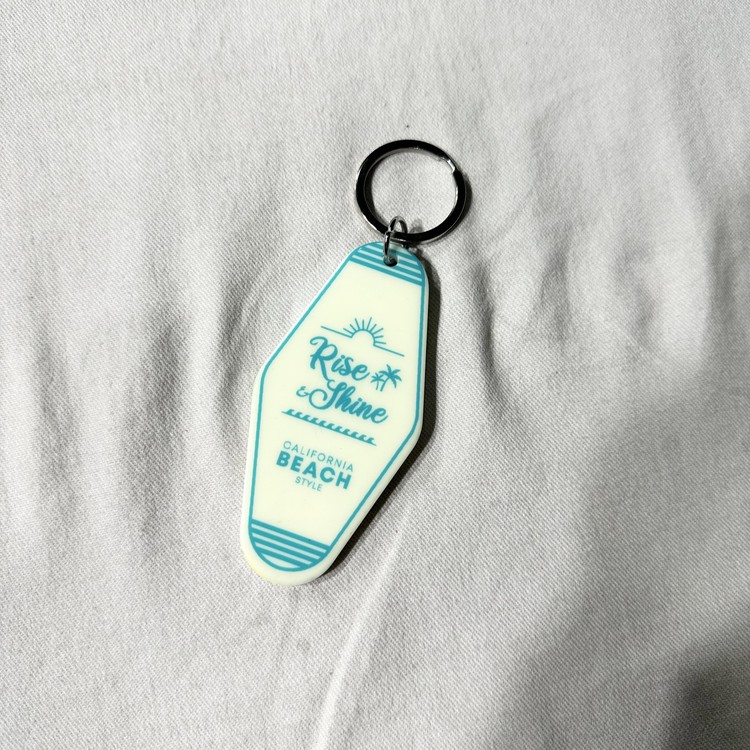 Rise
& Shine
CALIFORNIA
BEACH
STYLE